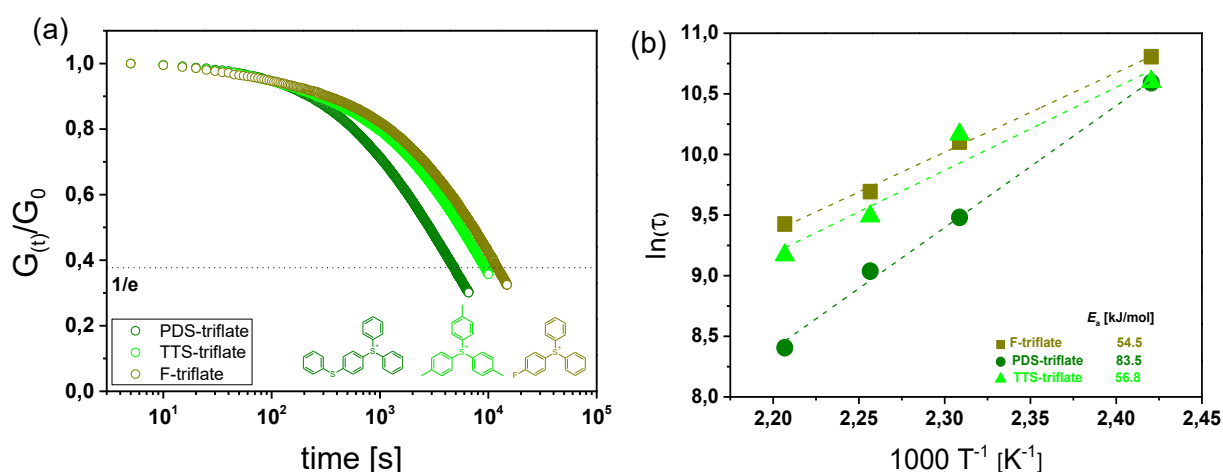 (a)
1,0
0,8
0,6
0,4
0,2
0,0
G(t)/G0
1/e
PDS-triflate
TTS-triflate
F-triflate
S
S+
S+
S+
F
10^1
10^2
10^3
10^4
10^5
time [s]
(b)
11,0
10,5
10,0
9,5
9,0
8,5
8,0
ln(τ)
Ea [kJ/mol]
F-triflate 54.5
PDS-triflate 83.5
TTS-triflate 56.8
2,20
2,25
2,30
2,35
2,40
2,45
1000 T-1 [K-1]